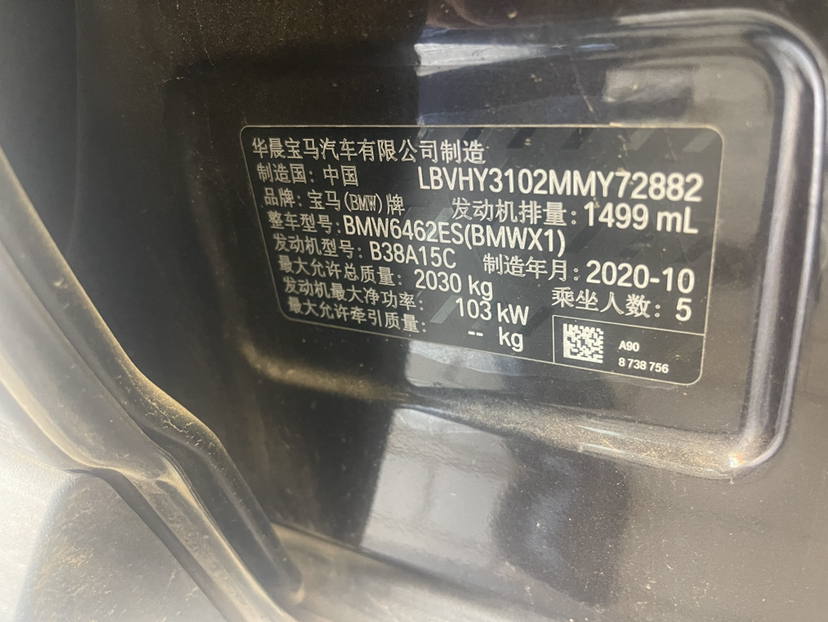 华晨宝马汽车有限公司制造
制造国: 中国 LBVHY3102MMY72882
品牌: 宝马(BMW)牌 发动机排量: 1499 mL
整车型号: BMW6462ES(BMWX1)
发动机型号: B38A15C 制造年月: 2020-10
最大允许总质量: 2030 kg 乘坐人数: 5
发动机最大净功率: 103 kW
最大允许牵引质量: -- kg
A90
8 738 756